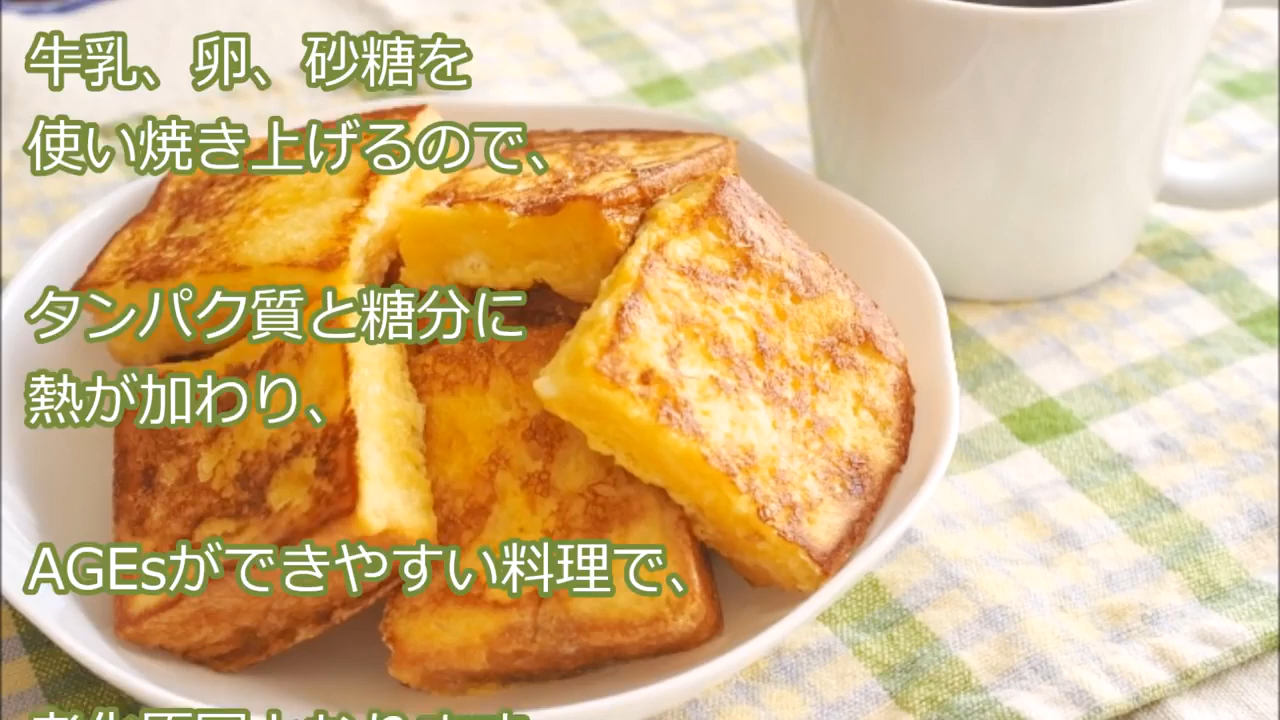 牛乳、卵、砂糖を
使い焼き上げるので、
タンパク質と糖分に
熱が加わり、
AGEsができやすい料理で、